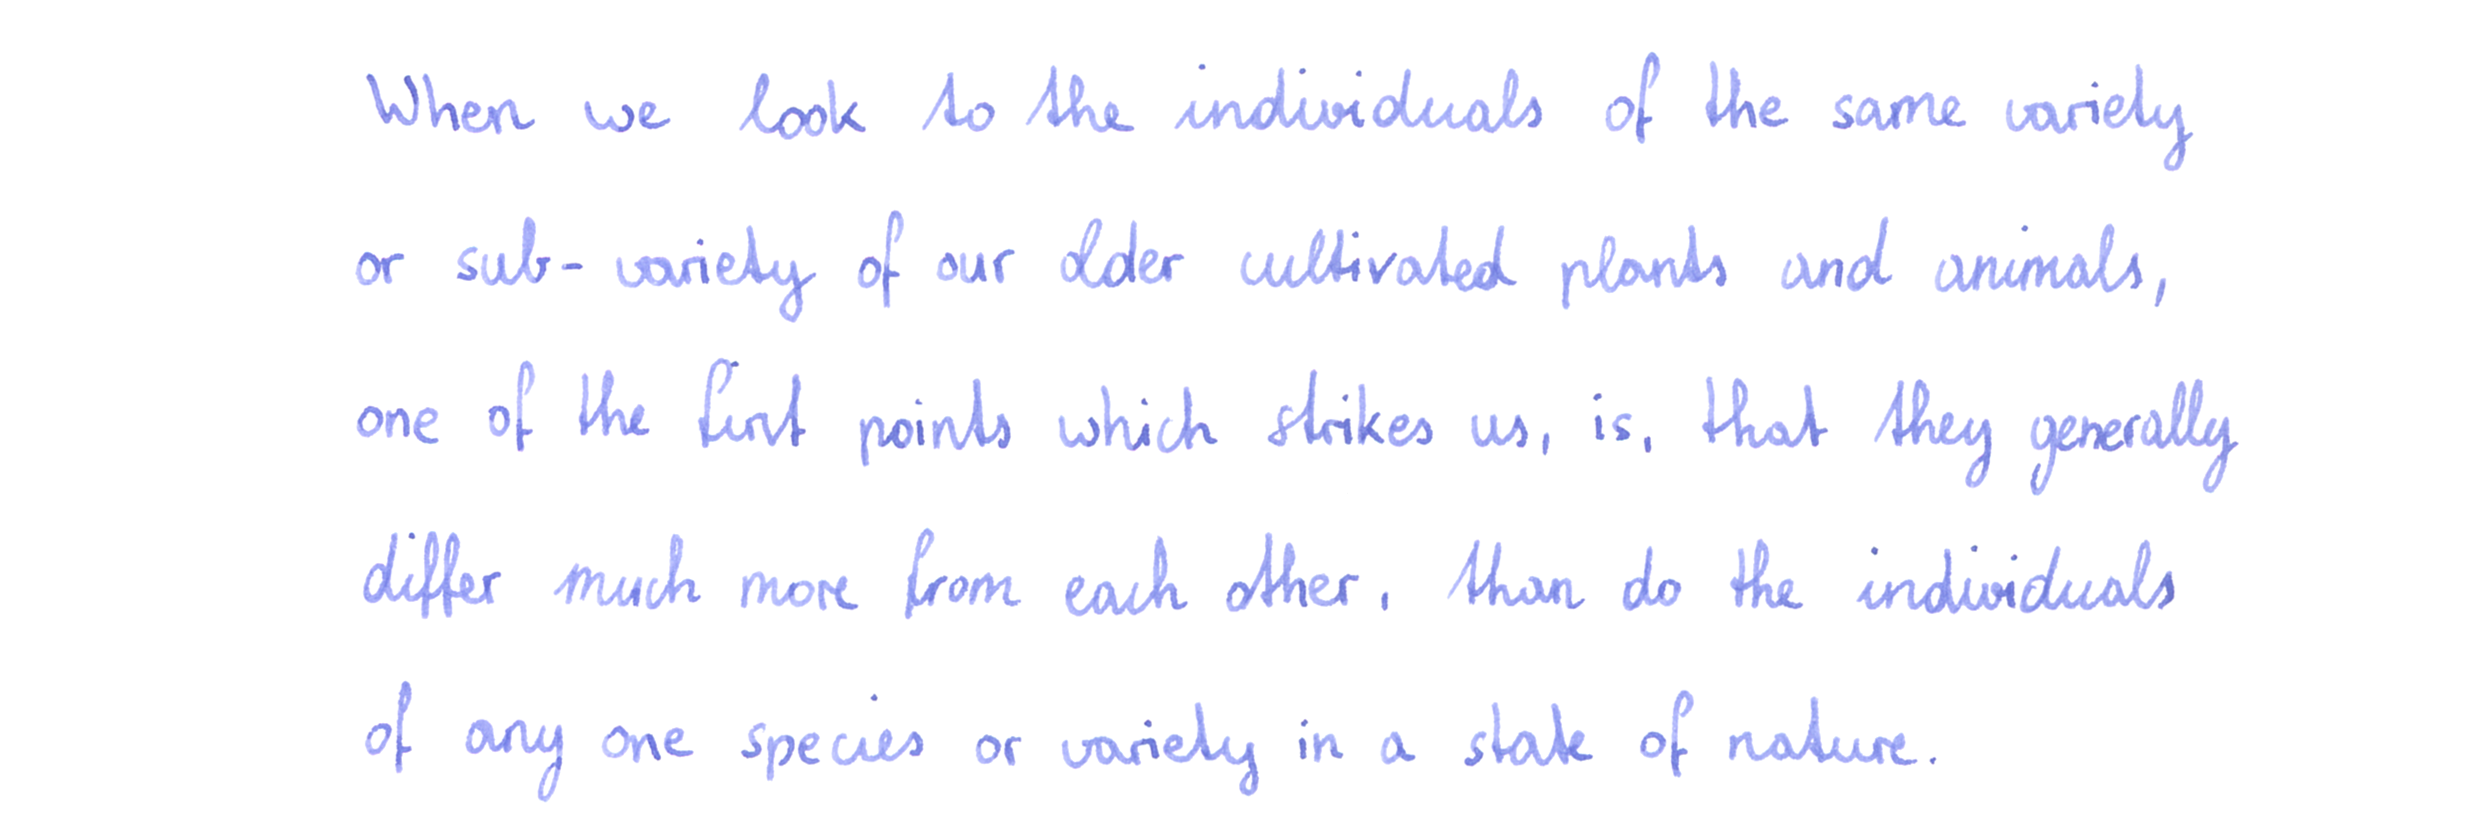 When we look to the individuals of the same variety
or sub-variety of our older cultivated plants and animals,
one of the first points which strikes us, is, that they generally
differ much more from each other, than do the individuals
of any one species or variety in a state of nature.